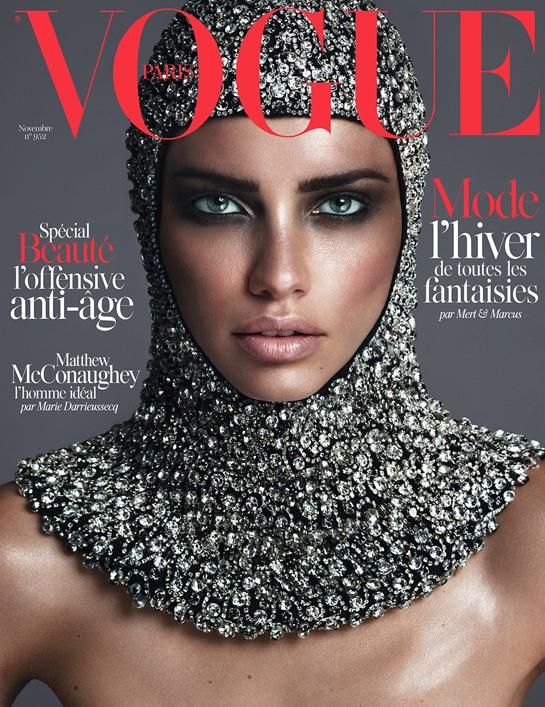 VOGUE
PARIS
Novembre
n° 952
Spécial
Beauté
l'offensive
anti-âge
Matthew
McConaughey
l'homme idéal
par Marie Darrieussecq
Mode
l'hiver
de toutes les
fantaisies
par Mert & Marcus